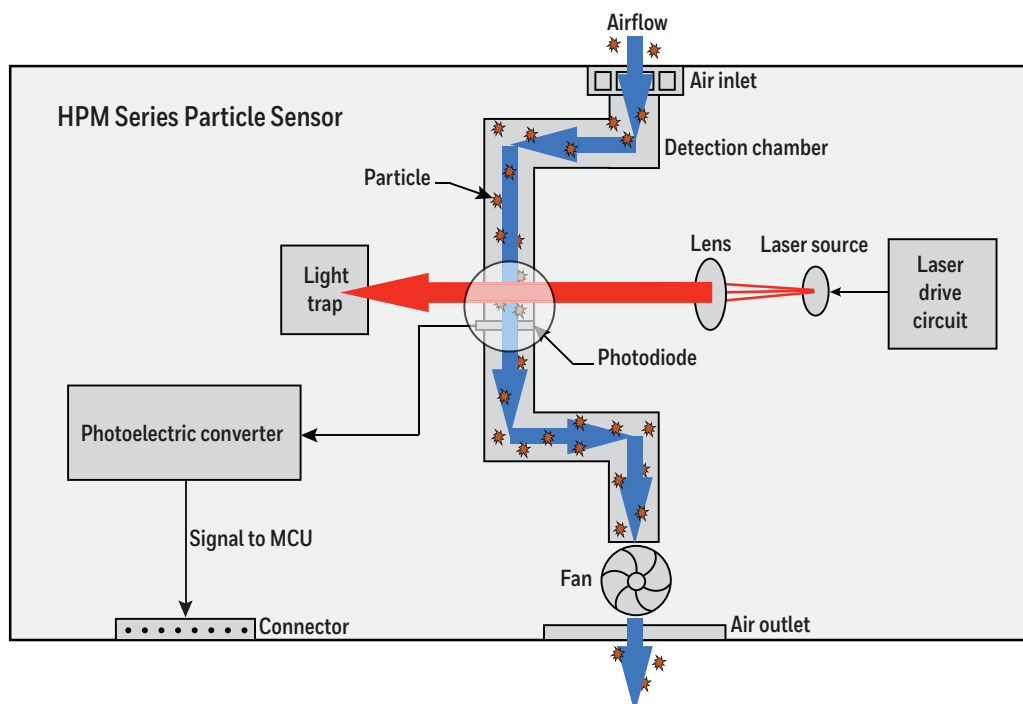 Airflow
Air inlet
HPM Series Particle Sensor
Detection chamber
Particle
Lens
Laser source
Light
trap
Laser
drive
circuit
Photodiode
Photoelectric converter
Signal to MCU
Fan
Connector
Air outlet